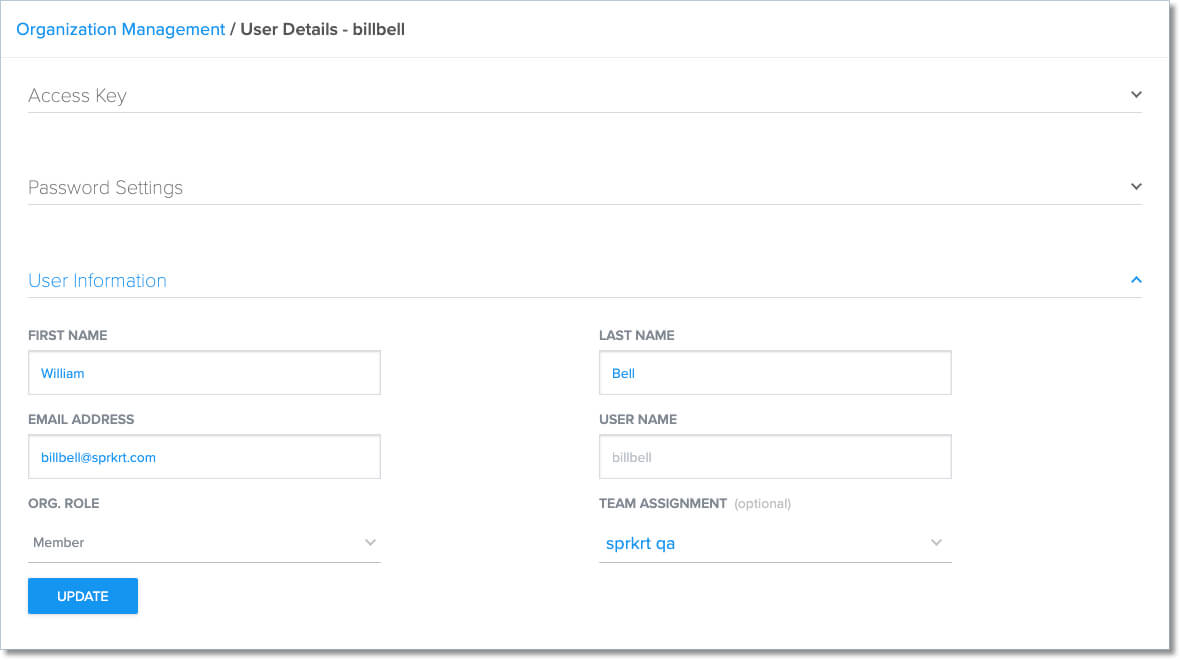 Organization Management / User Details - billbell
Access Key
Password Settings
User Information
FIRST NAME
LAST NAME
William
Bell
EMAIL ADDRESS
USER NAME
billbell@sprkrt.com
billbell
ORG. ROLE
TEAM ASSIGNMENT (optional)
Member
sprkrt qa
UPDATE